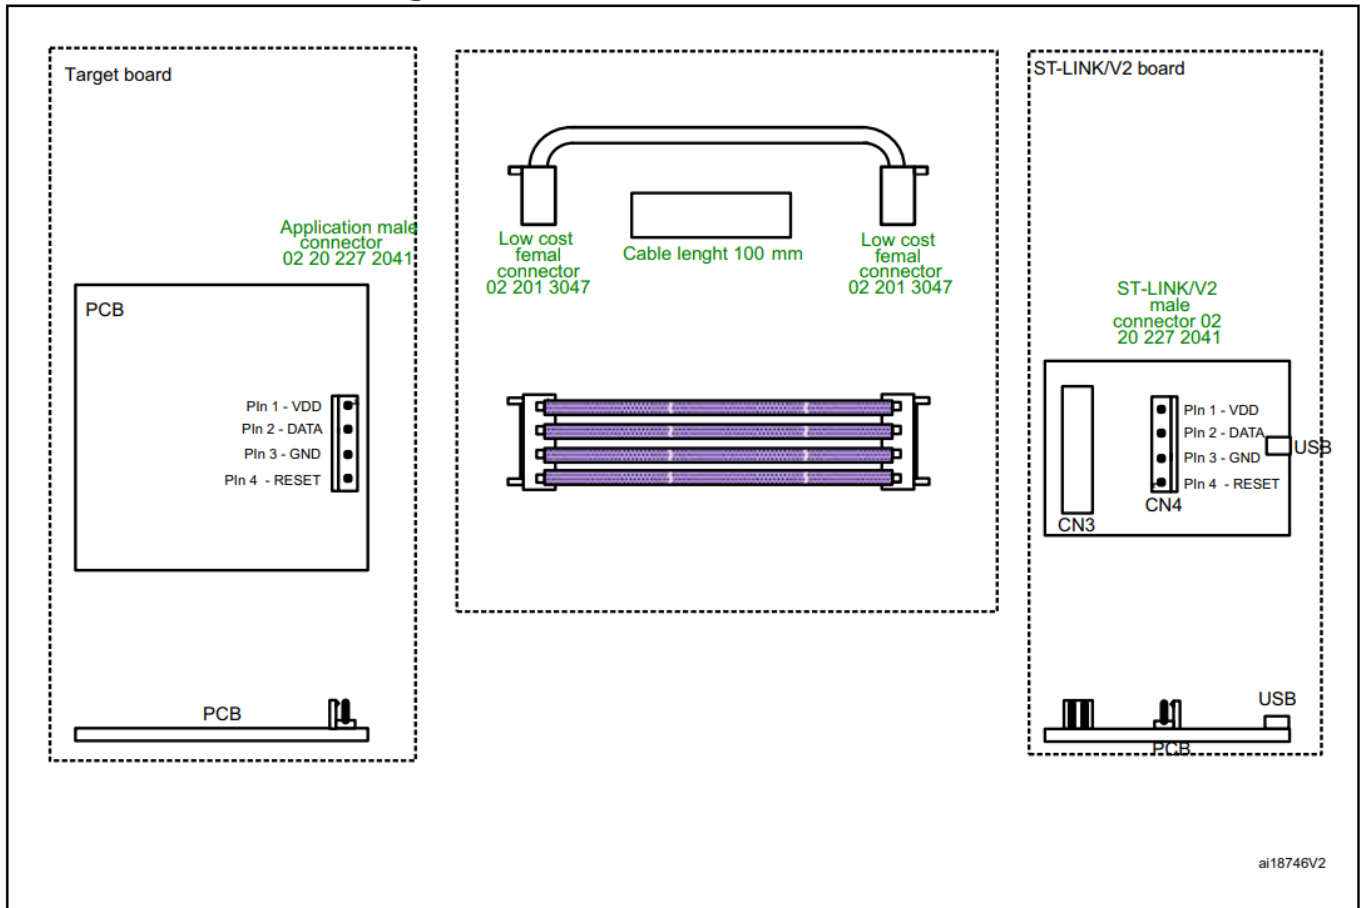 Target board
Application male
connector
02 20 227 2041
PCB
PIn 1 - VDD
PIn 2 - DATA
PIn 3 - GND
PIn 4 - RESET
PCB
Low cost
femal
connector
02 201 3047
Cable lenght 100 mm
Low cost
femal
connector
02 201 3047
ST-LINK/V2 board
ST-LINK/V2
male
connector 02
20 227 2041
PIn 1 - VDD
PIn 2 - DATA
PIn 3 - GND
PIn 4 - RESET
USB
CN4
CN3
USB
PCB
ai18746V2